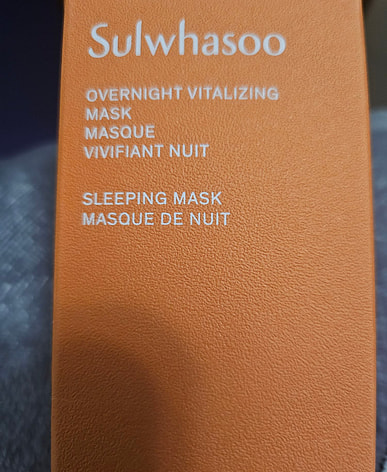 Sulwhasoo
OVERNIGHT VITALIZING
MASK
MASQUE
VIVIFIANT NUIT
SLEEPING MASK
MASQUE DE NUIT